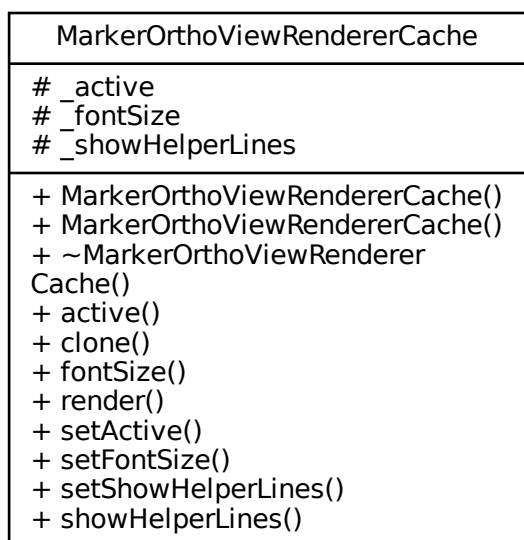 MarkerOrthoViewRendererCache
# _active
# _fontSize
# _showHelperLines
+ MarkerOrthoViewRendererCache()
+ MarkerOrthoViewRendererCache()
+ ~MarkerOrthoViewRenderer
Cache()
+ active()
+ clone()
+ fontSize()
+ render()
+ setActive()
+ setFontSize()
+ setShowHelperLines()
+ showHelperLines()